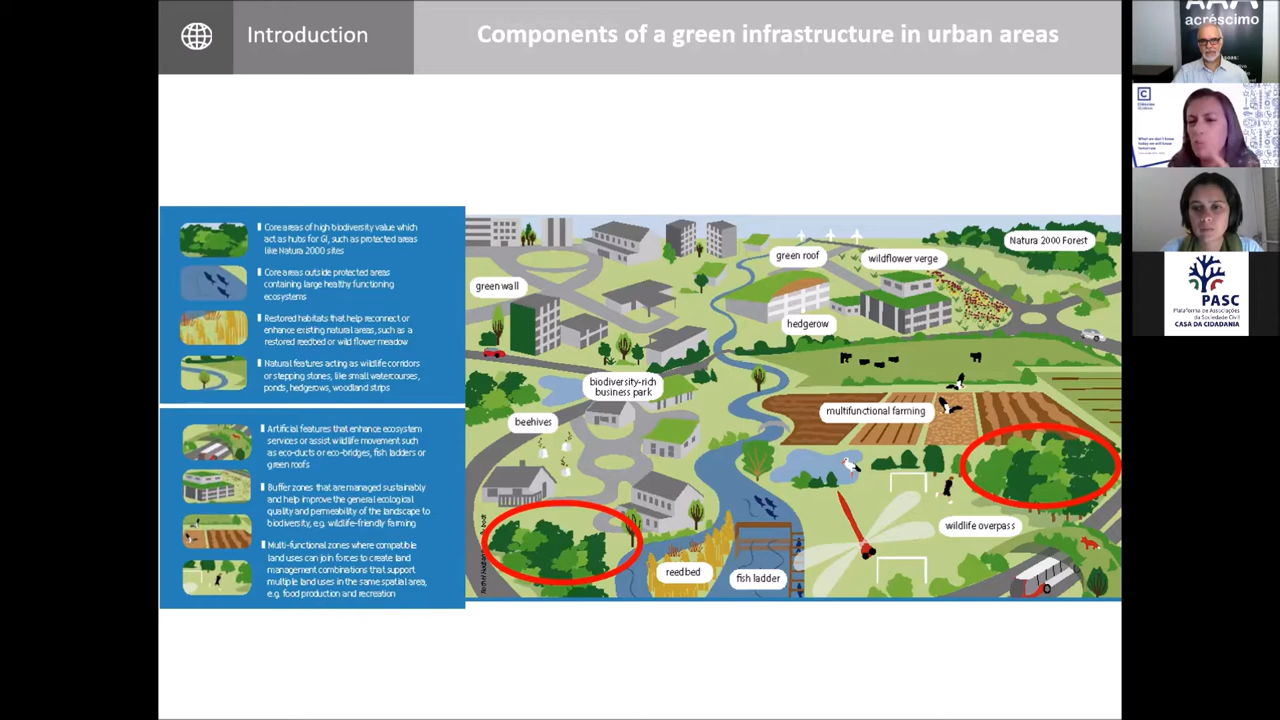 Introduction
Components of a green infrastructure in urban areas
Core areas of high biodiversity value which
act as hubs for GI, such as protected areas
like Natura 2000 sites
Core areas outside protected areas
containing large healthy functioning
ecosystems
Restored habitats that help reconnect or
enhance existing natural areas, such as a
restored reedbed or wild flower meadow
Natural features acting as wildlife corridors
or stepping stones, like small watercourses,
ponds, hedgerows, woodland strips
Artificial features that enhance ecosystem
services or assist wildlife movement such
as eco-ducts or eco-bridges, fish ladders or
green roofs
Buffer zones that are managed sustainably
and help improve the general ecological
quality and permeability of the landscape to
biodiversity, e.g. wildlife-friendly farming
Multi-functional zones where compatible
land uses can join forces to create land
management combinations that support
multiple land uses in the same spatial area,
e.g. food production and recreation
Natura 2000 Forest
green roof
wildflower verge
green wall
hedgerow
biodiversity-rich
business park
multifunctional farming
beehives
wildlife overpass
reedbed
fish ladder
acréscimo
What we don't know
today we will know
tomorrow
PASC
Plataforma de Associações
da Sociedade Civil
CASA DA CIDADANIA